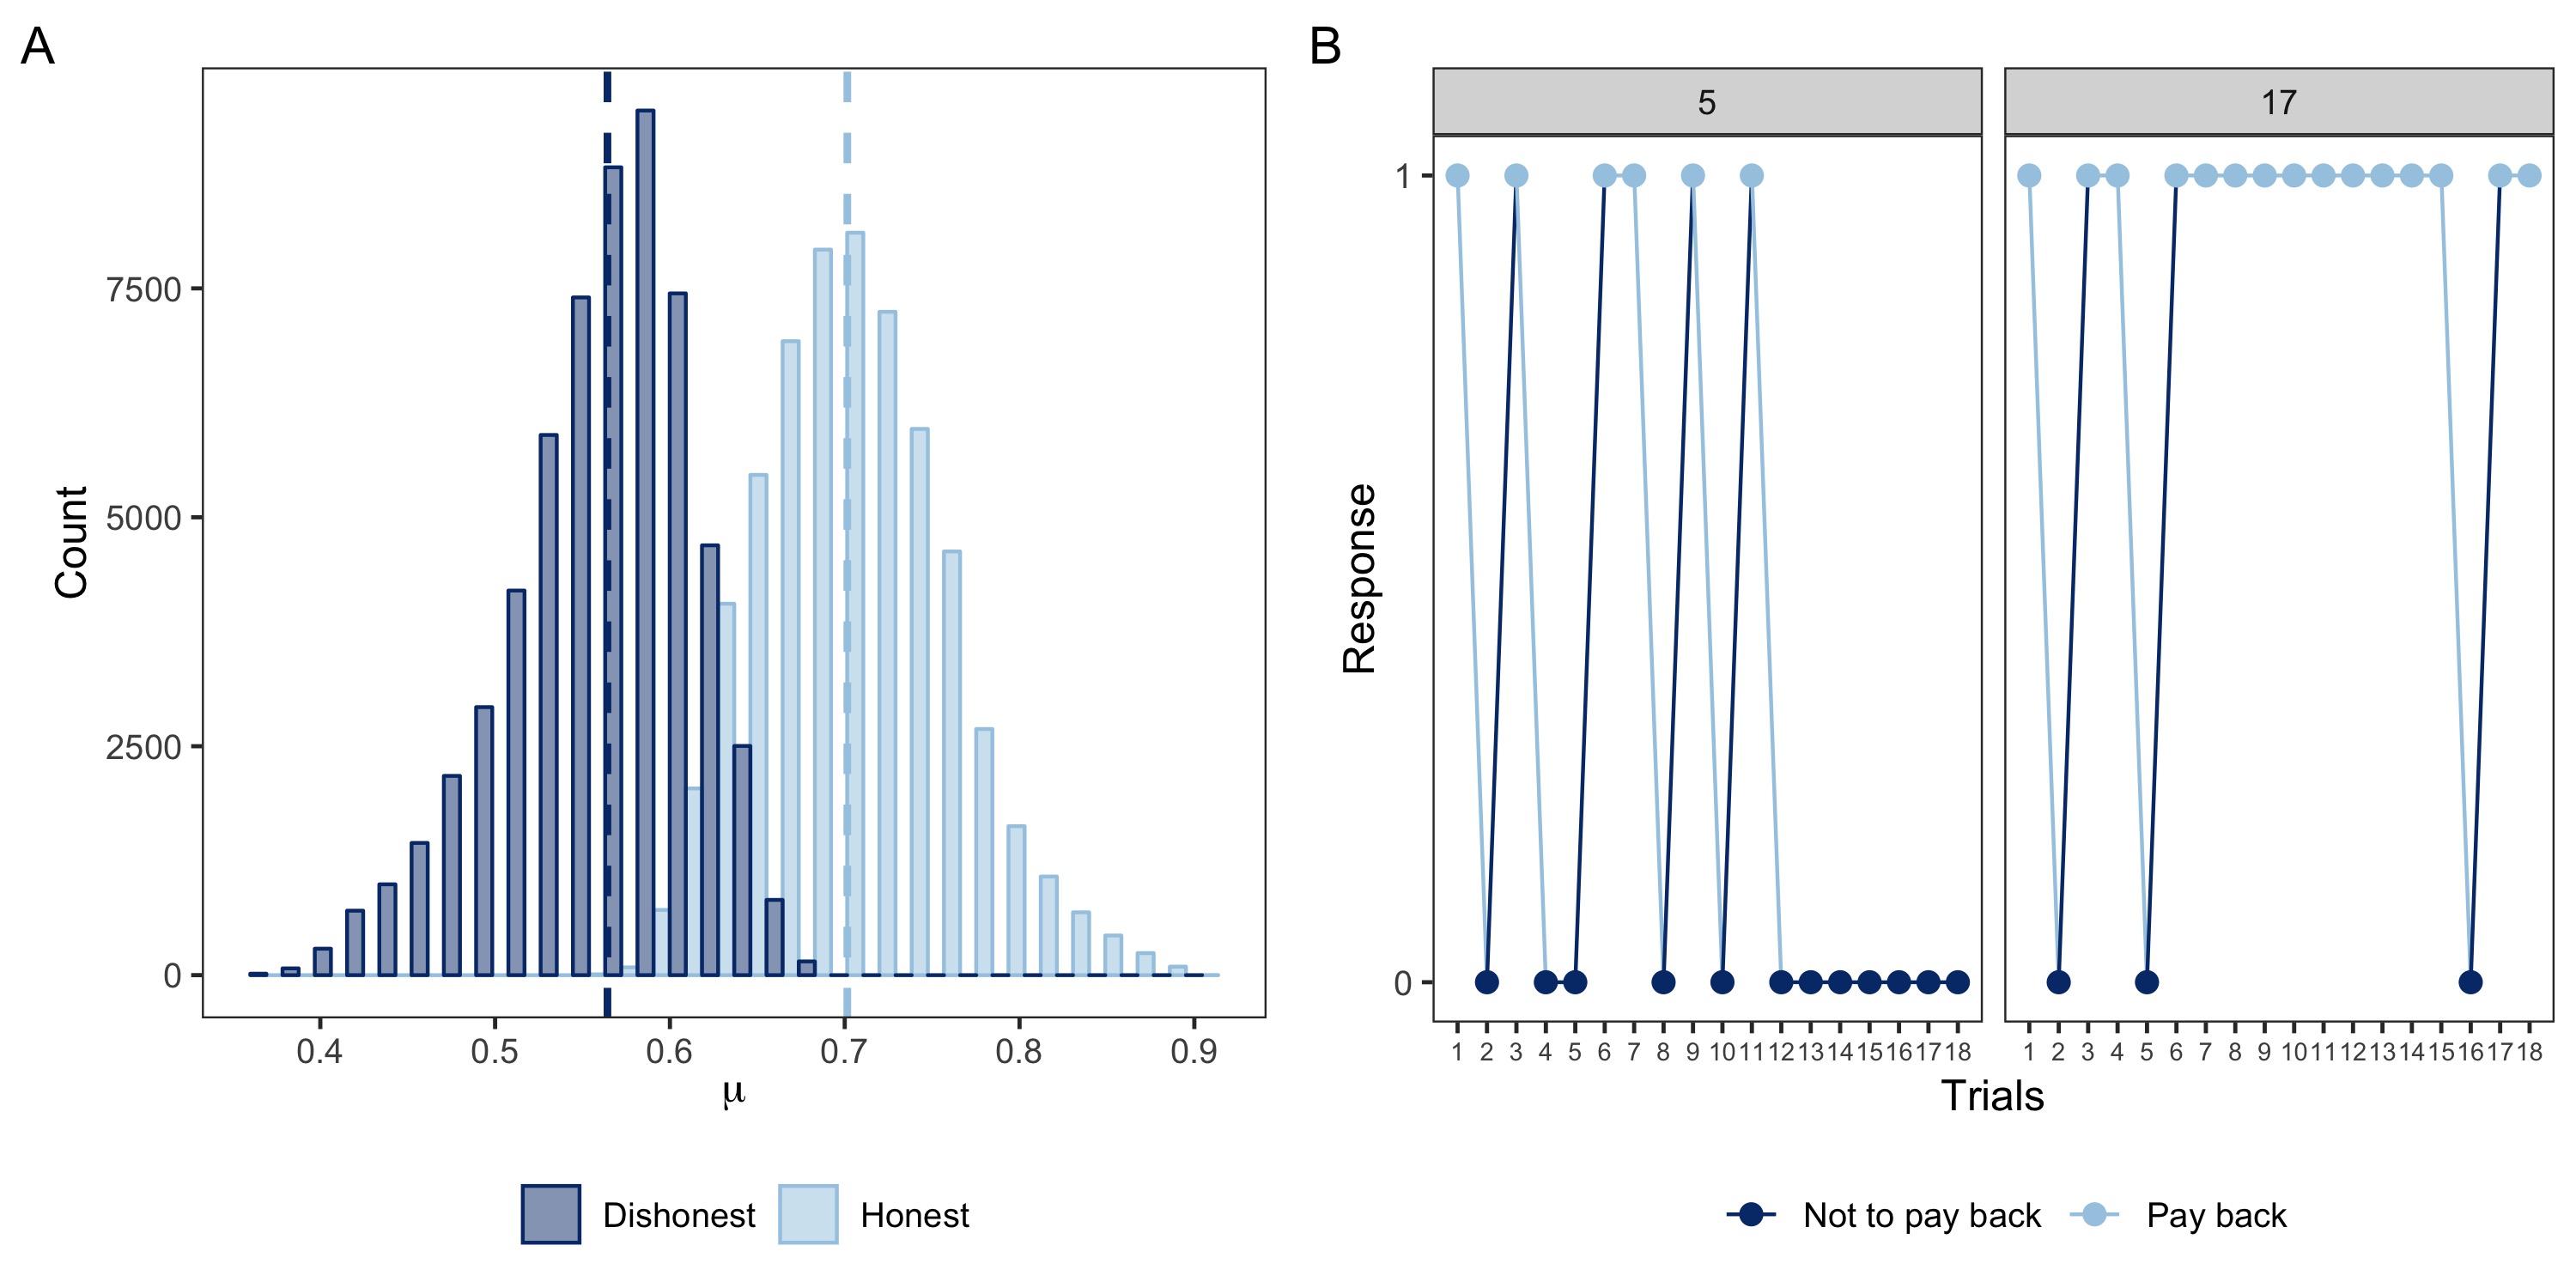 A
B
5
17
7500
5000
2500
0
Count
0.4 0.5 0.6 0.7 0.8 0.9
μ
Dishonest Honest
1
0
Response
1 2 3 4 5 6 7 8 9 10 11 12 13 14 15 16 17 18
1 2 3 4 5 6 7 8 9 10 11 12 13 14 15 16 17 18
Trials
Not to pay back Pay back